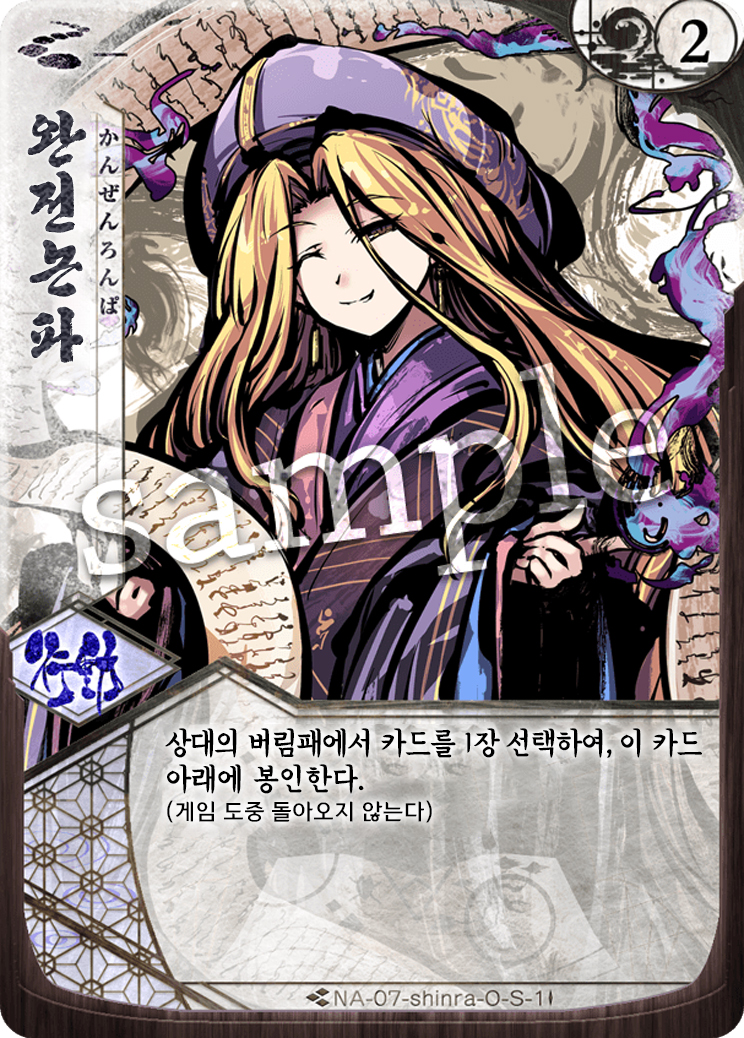 2
완전논파
かんぜんろんぱ
sample
행동
상대의 버림패에서 카드를 1장 선택하여, 이 카드
아래에 봉인한다.
(게임 도중 돌아오지 않는다)
NA-07-shinra-O-S-1